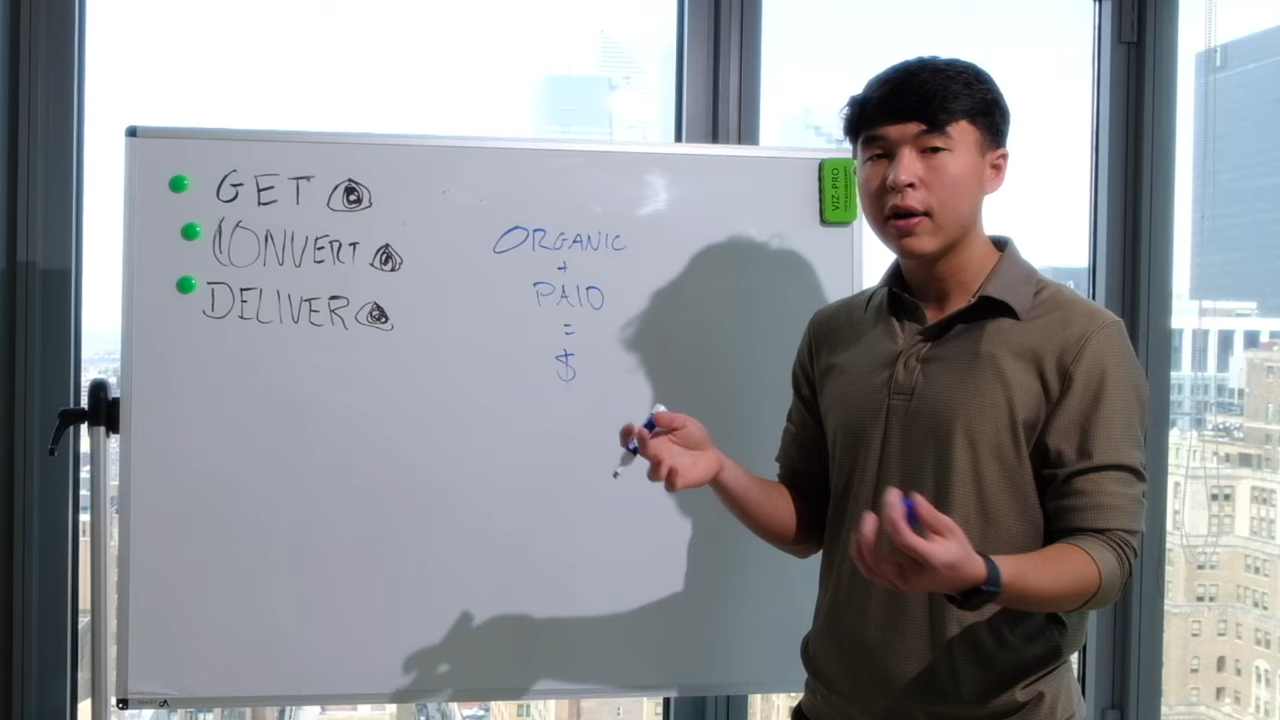 GET
CONVERT
DELIVER
ORGANIC
+
PAID
=
$
VIZ-PRO